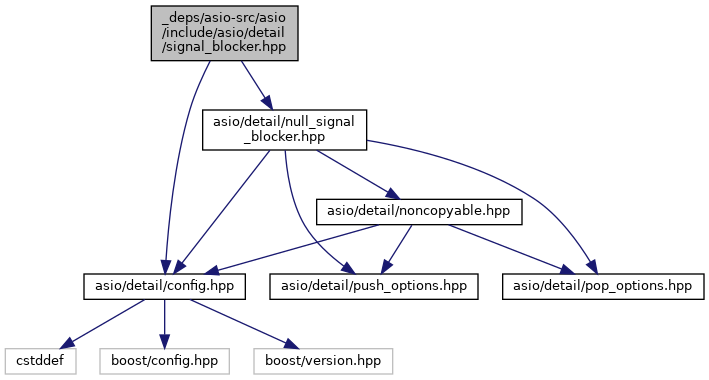 _deps/asio-src/asio
/include/asio/detail
/signal_blocker.hpp
asio/detail/null_signal
_blocker.hpp
asio/detail/noncopyable.hpp
asio/detail/config.hpp
asio/detail/push_options.hpp
asio/detail/pop_options.hpp
cstddef
boost/config.hpp
boost/version.hpp